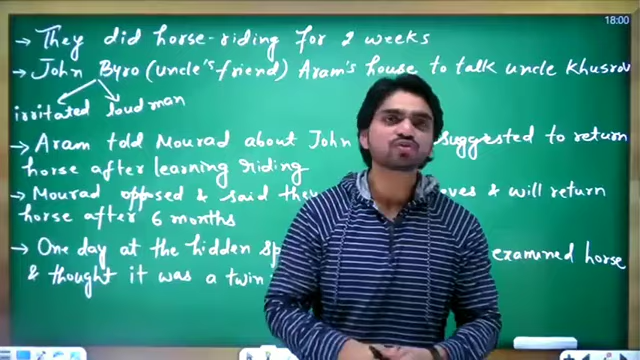 18:00
→ They did horse-riding for 2 weeks
→ John Byro (uncle's friend) Aram's house to talk uncle Khusrov
irritated loud man
→ Aram told Mourad about John suggested to return
horse after learning riding
→ Mourad opposed & said they eves & will return
horse after 6 months
→ One day at the hidden sp examined horse
& thought it was a twin